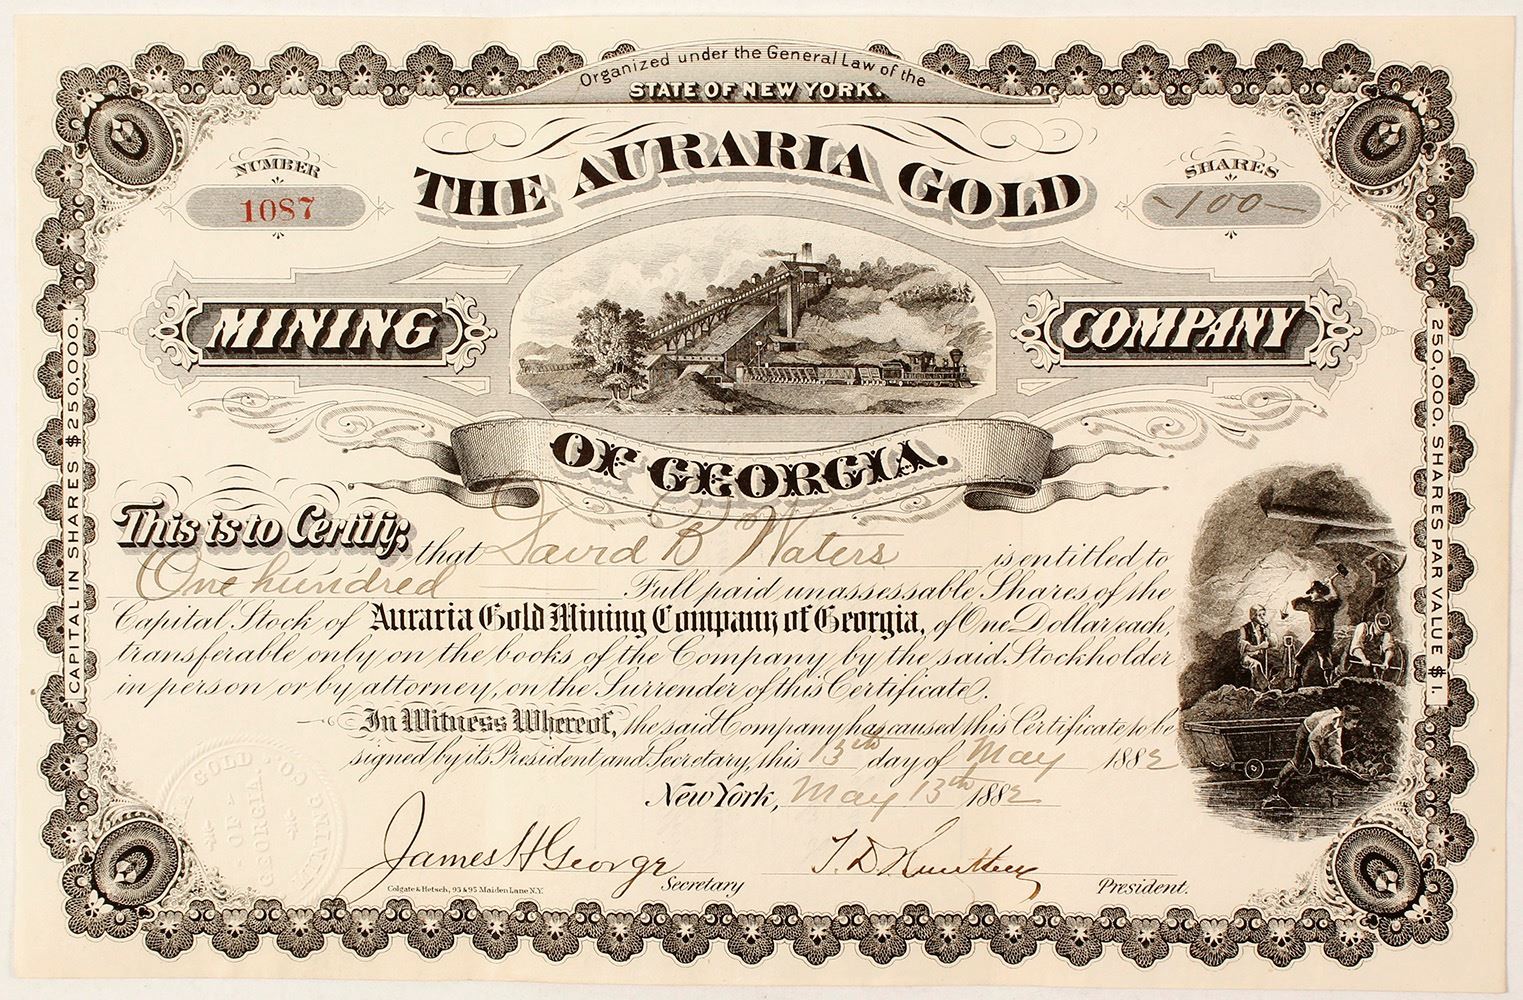 Organized under the General Law of the
STATE OF NEW YORK.
NUMBER
1087
SHARES
-100-
THE AURARIA GOLD
MINING COMPANY
OF GEORGIA.
CAPITAL IN SHARES $250,000.
250,000. SHARES PAR VALUE $1.
This is to Certify, that David B Waters is entitled to
One hundred Full paid unassessable Shares of the
Capital Stock of Auraria Gold Mining Company of Georgia, of One Dollar each,
transferable only on the books of the Company by the said Stockholder
in person or by attorney, on the Surrender of this Certificate.
In Witness Whereof, the said Company has caused this Certificate to be
signed by its President and Secretary, this 13th day of May 1882
New York, May 13th 1882
GOLD MINING CO.
- OF -
GEORGIA.
James H George
Secretary
T. D.
President.
Colgate & Hetsch, 93 & 95 Maiden Lane N.Y.